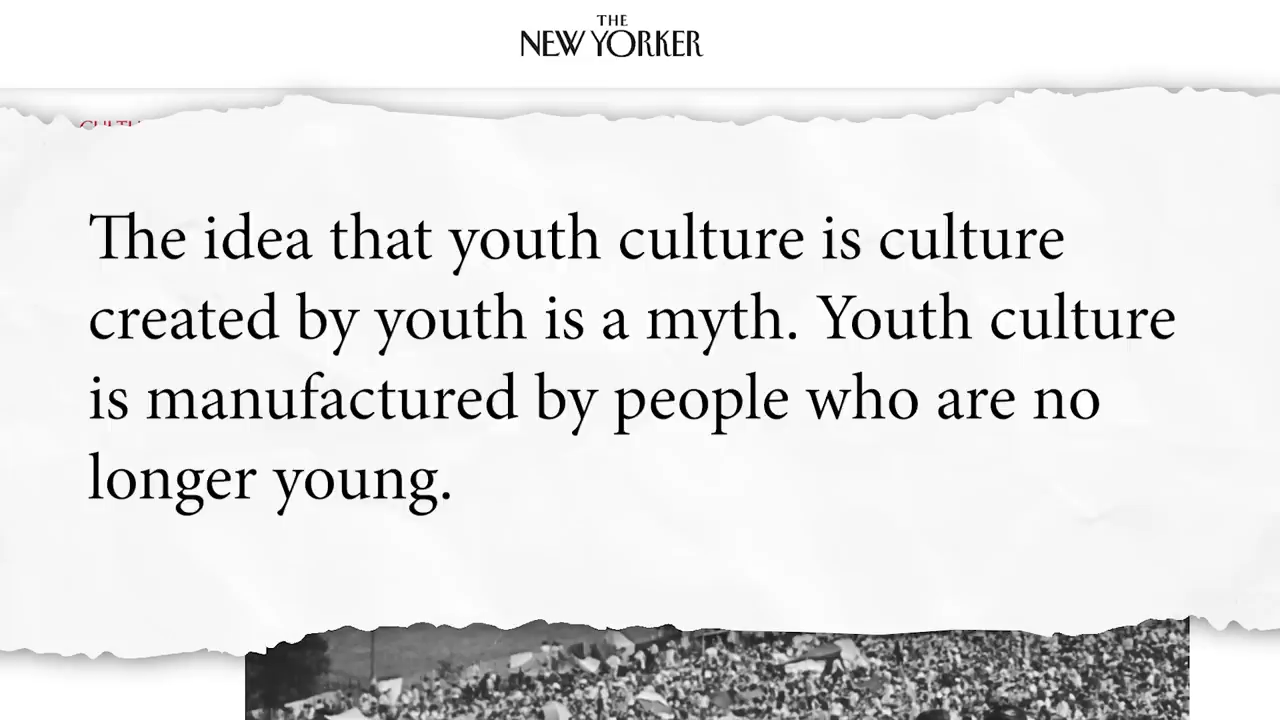 THE
NEW YORKER
The idea that youth culture is culture
created by youth is a myth. Youth culture
is manufactured by people who are no
longer young.